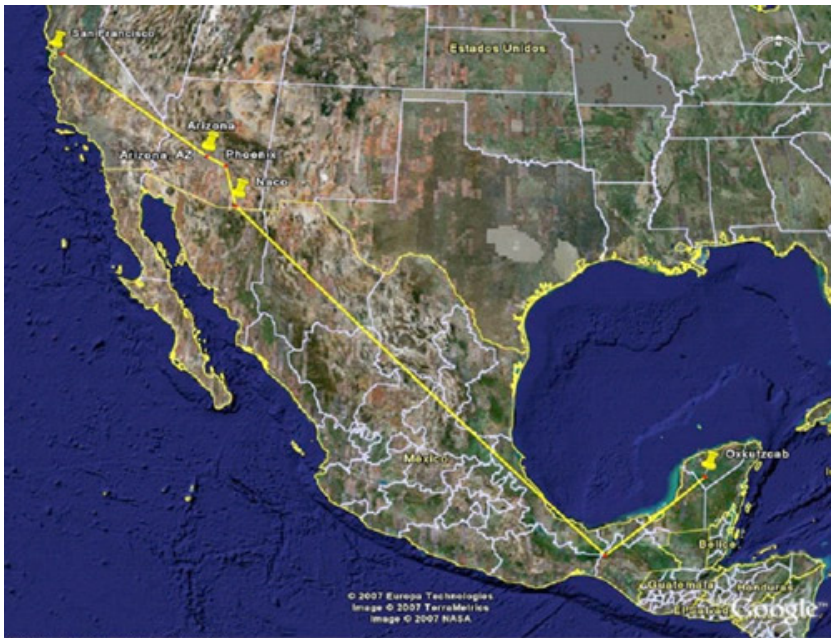 San Francisco
Estados Unidos
N
Arizona
Arizona, AZ
Phoenix
Naco
México
Oxkutzcab
Belice
Guatemala
Honduras
© 2007 Europa Technologies
Image © 2007 TerraMetrics
Image © 2007 NASA
Google